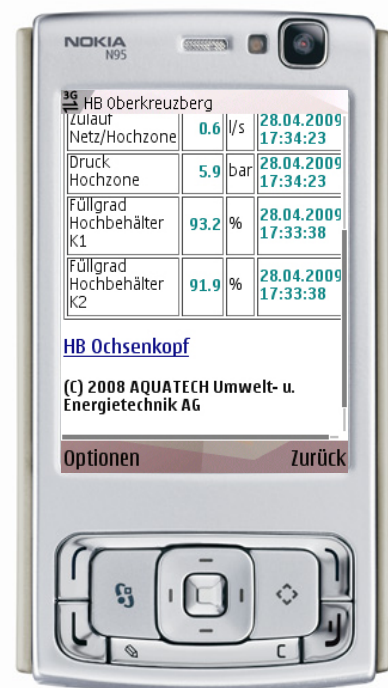 NOKIA
N95
3G
HB Oberkreuzberg
Zulauf
Netz/Hochzone
0.6
l/s
28.04.2009
17:34:23
Druck
Hochzone
5.9
bar
28.04.2009
17:34:23
Füllgrad
Hochbehälter
K1
93.2
%
28.04.2009
17:33:38
Füllgrad
Hochbehälter
K2
91.9
%
28.04.2009
17:33:38
HB Ochsenkopf
(C) 2008 AQUATECH Umwelt- u.
Energietechnik AG
Optionen
Zurück
C